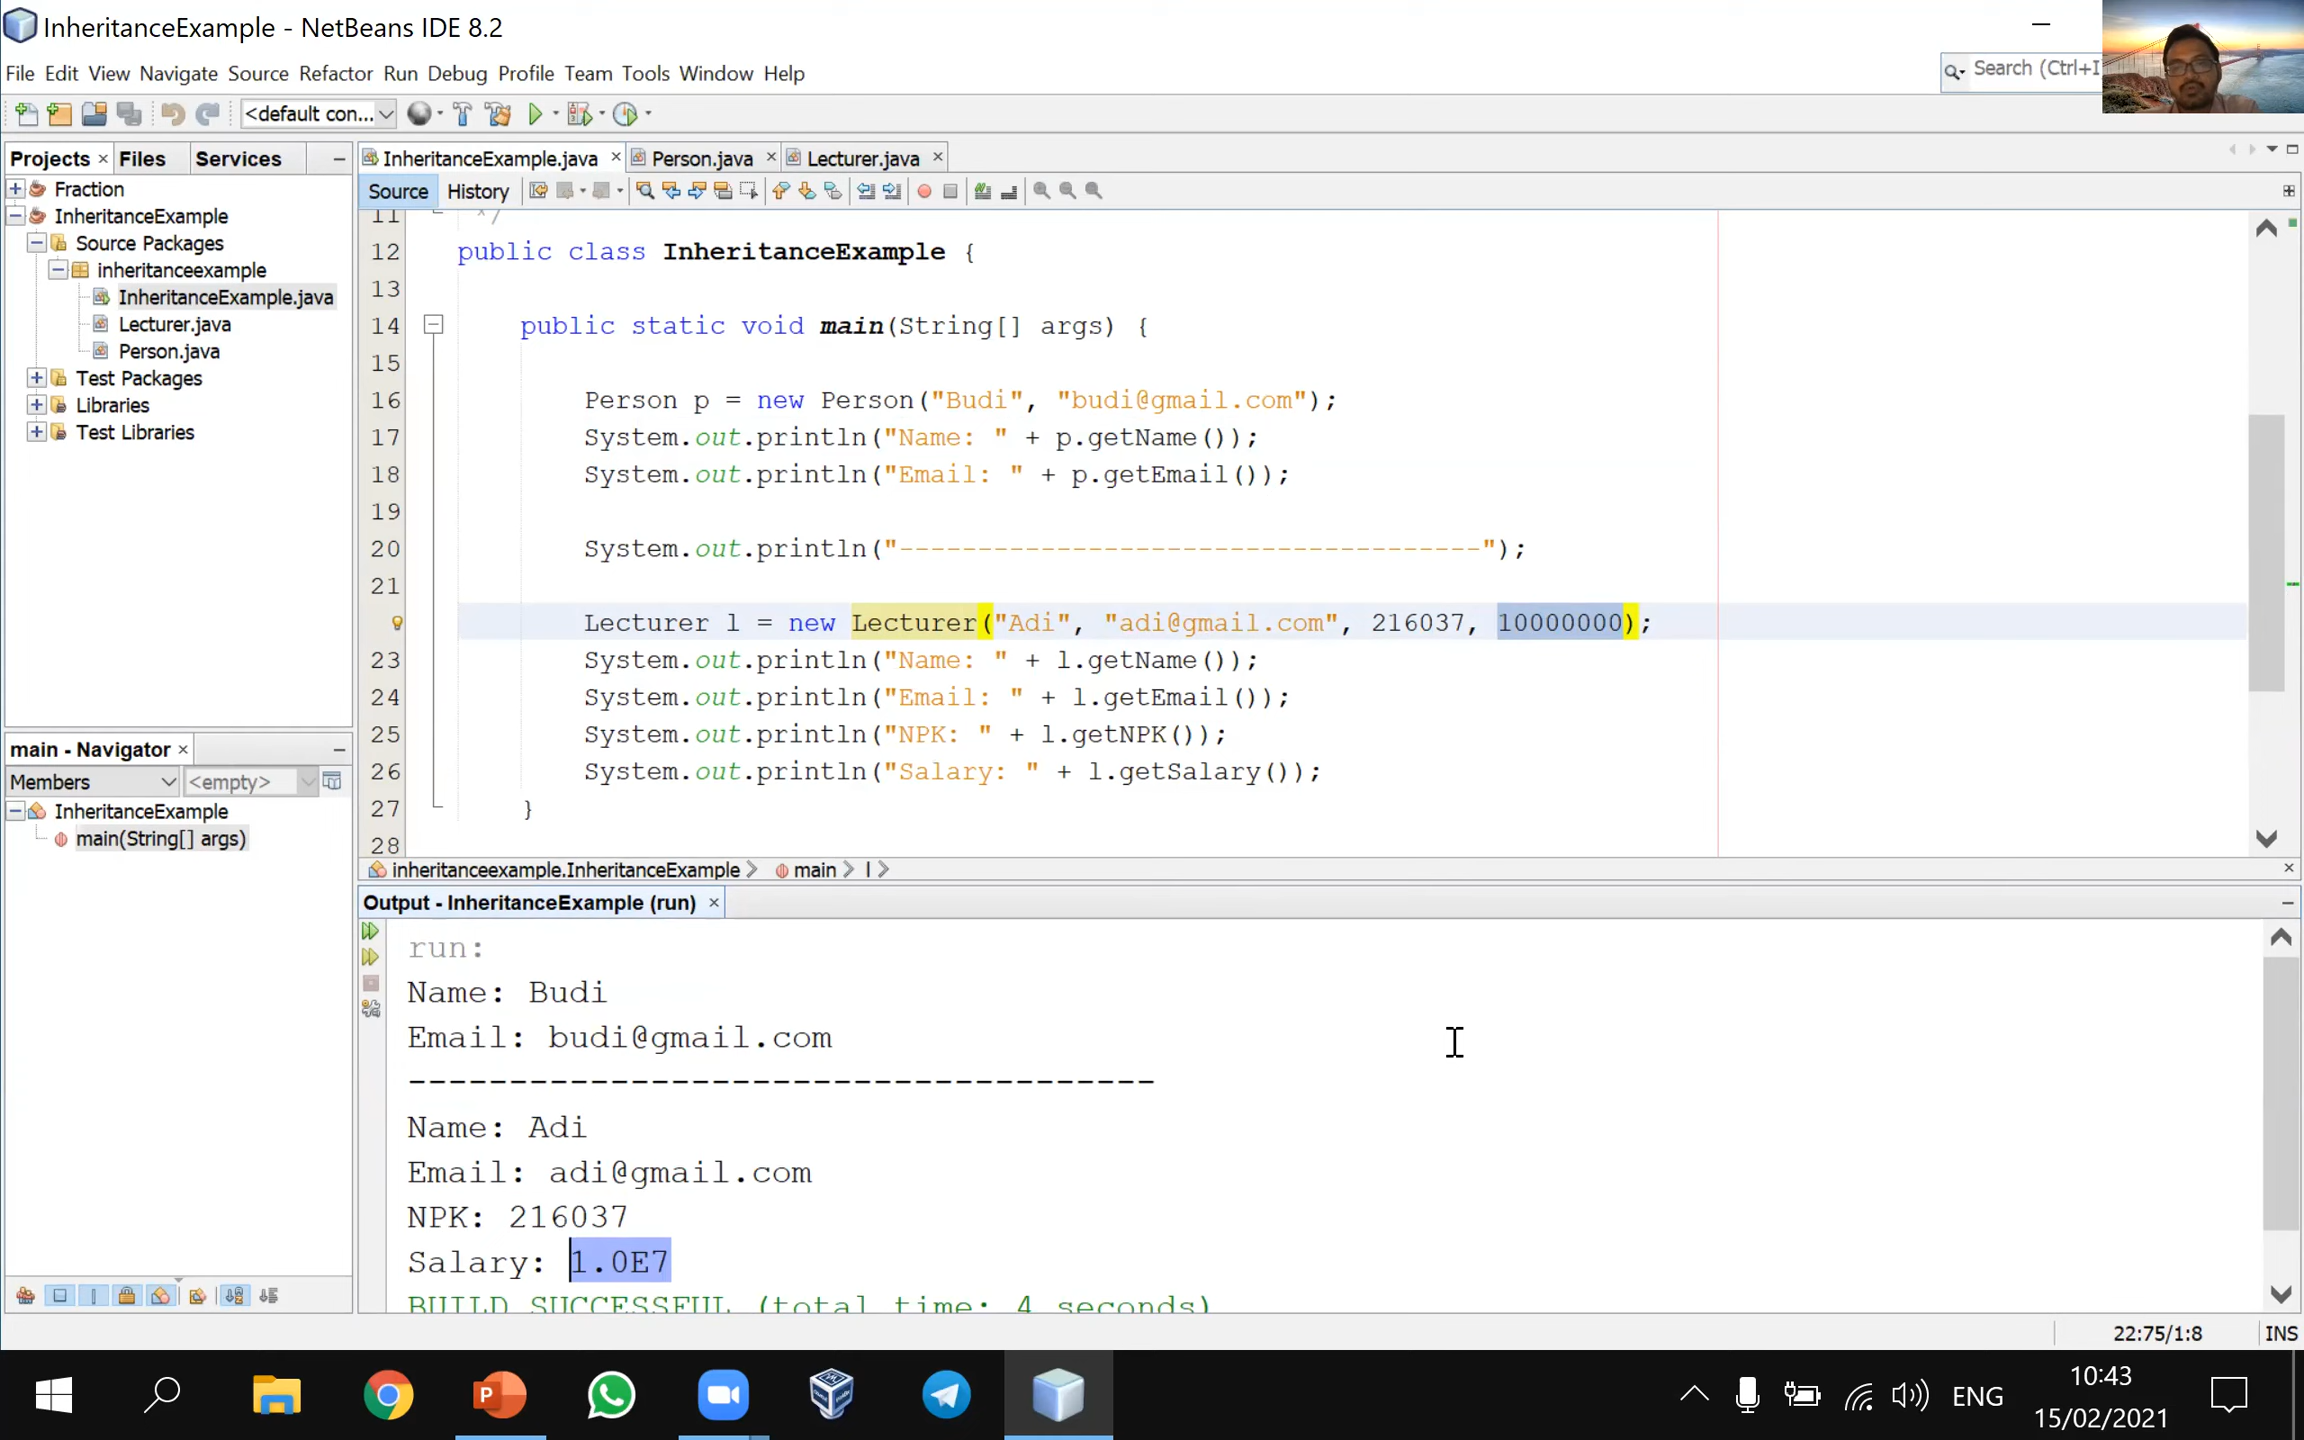 InheritanceExample - NetBeans IDE 8.2
File Edit View Navigate Source Refactor Run Debug Profile Team Tools Window Help
Search (Ctrl+I
<default con...
Projects Files Services
InheritanceExample.java Person.java Lecturer.java
Source History
Fraction
InheritanceExample
Source Packages
inheritanceexample
InheritanceExample.java
Lecturer.java
Person.java
Test Packages
Libraries
Test Libraries
main - Navigator
Members <empty>
InheritanceExample
main(String[] args)
11 */
12 public class InheritanceExample {
13
14 public static void main(String[] args) {
15
16 Person p = new Person("Budi", "budi@gmail.com");
17 System.out.println("Name: " + p.getName());
18 System.out.println("Email: " + p.getEmail());
19
20 System.out.println("-------------------------------------");
21
Lecturer l = new Lecturer("Adi", "adi@gmail.com", 216037, 10000000);
23 System.out.println("Name: " + l.getName());
24 System.out.println("Email: " + l.getEmail());
25 System.out.println("NPK: " + l.getNPK());
26 System.out.println("Salary: " + l.getSalary());
27 }
28
inheritanceexample.InheritanceExample main l
Output - InheritanceExample (run)
run:
Name: Budi
Email: budi@gmail.com
-------------------------------------
Name: Adi
Email: adi@gmail.com
NPK: 216037
Salary: 1.0E7
BUILD SUCCESSFUL (total time: 4 seconds)
22:75/1:8 INS
ENG
10:43
15/02/2021